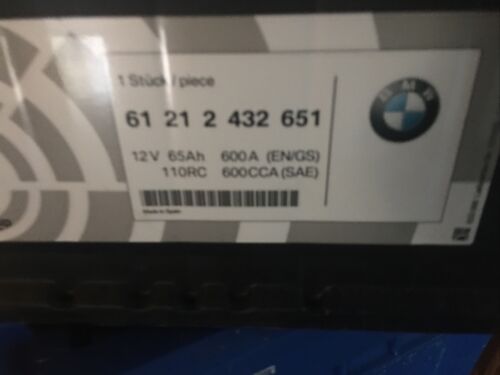 1 Stück/piece
BMW
61 21 2 432 651
12V 65Ah 600A (EN/GS)
110RC 600CCA (SAE)
Made in Spain